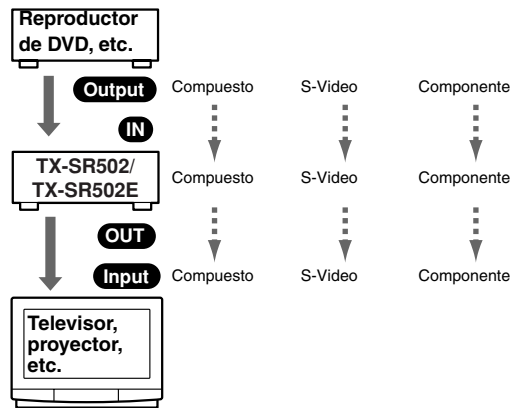 Reproductor
de DVD, etc.
Output Compuesto S-Video Componente
IN
TX-SR502/
TX-SR502E
Compuesto S-Video Componente
OUT
Input Compuesto S-Video Componente
Televisor,
proyector,
etc.